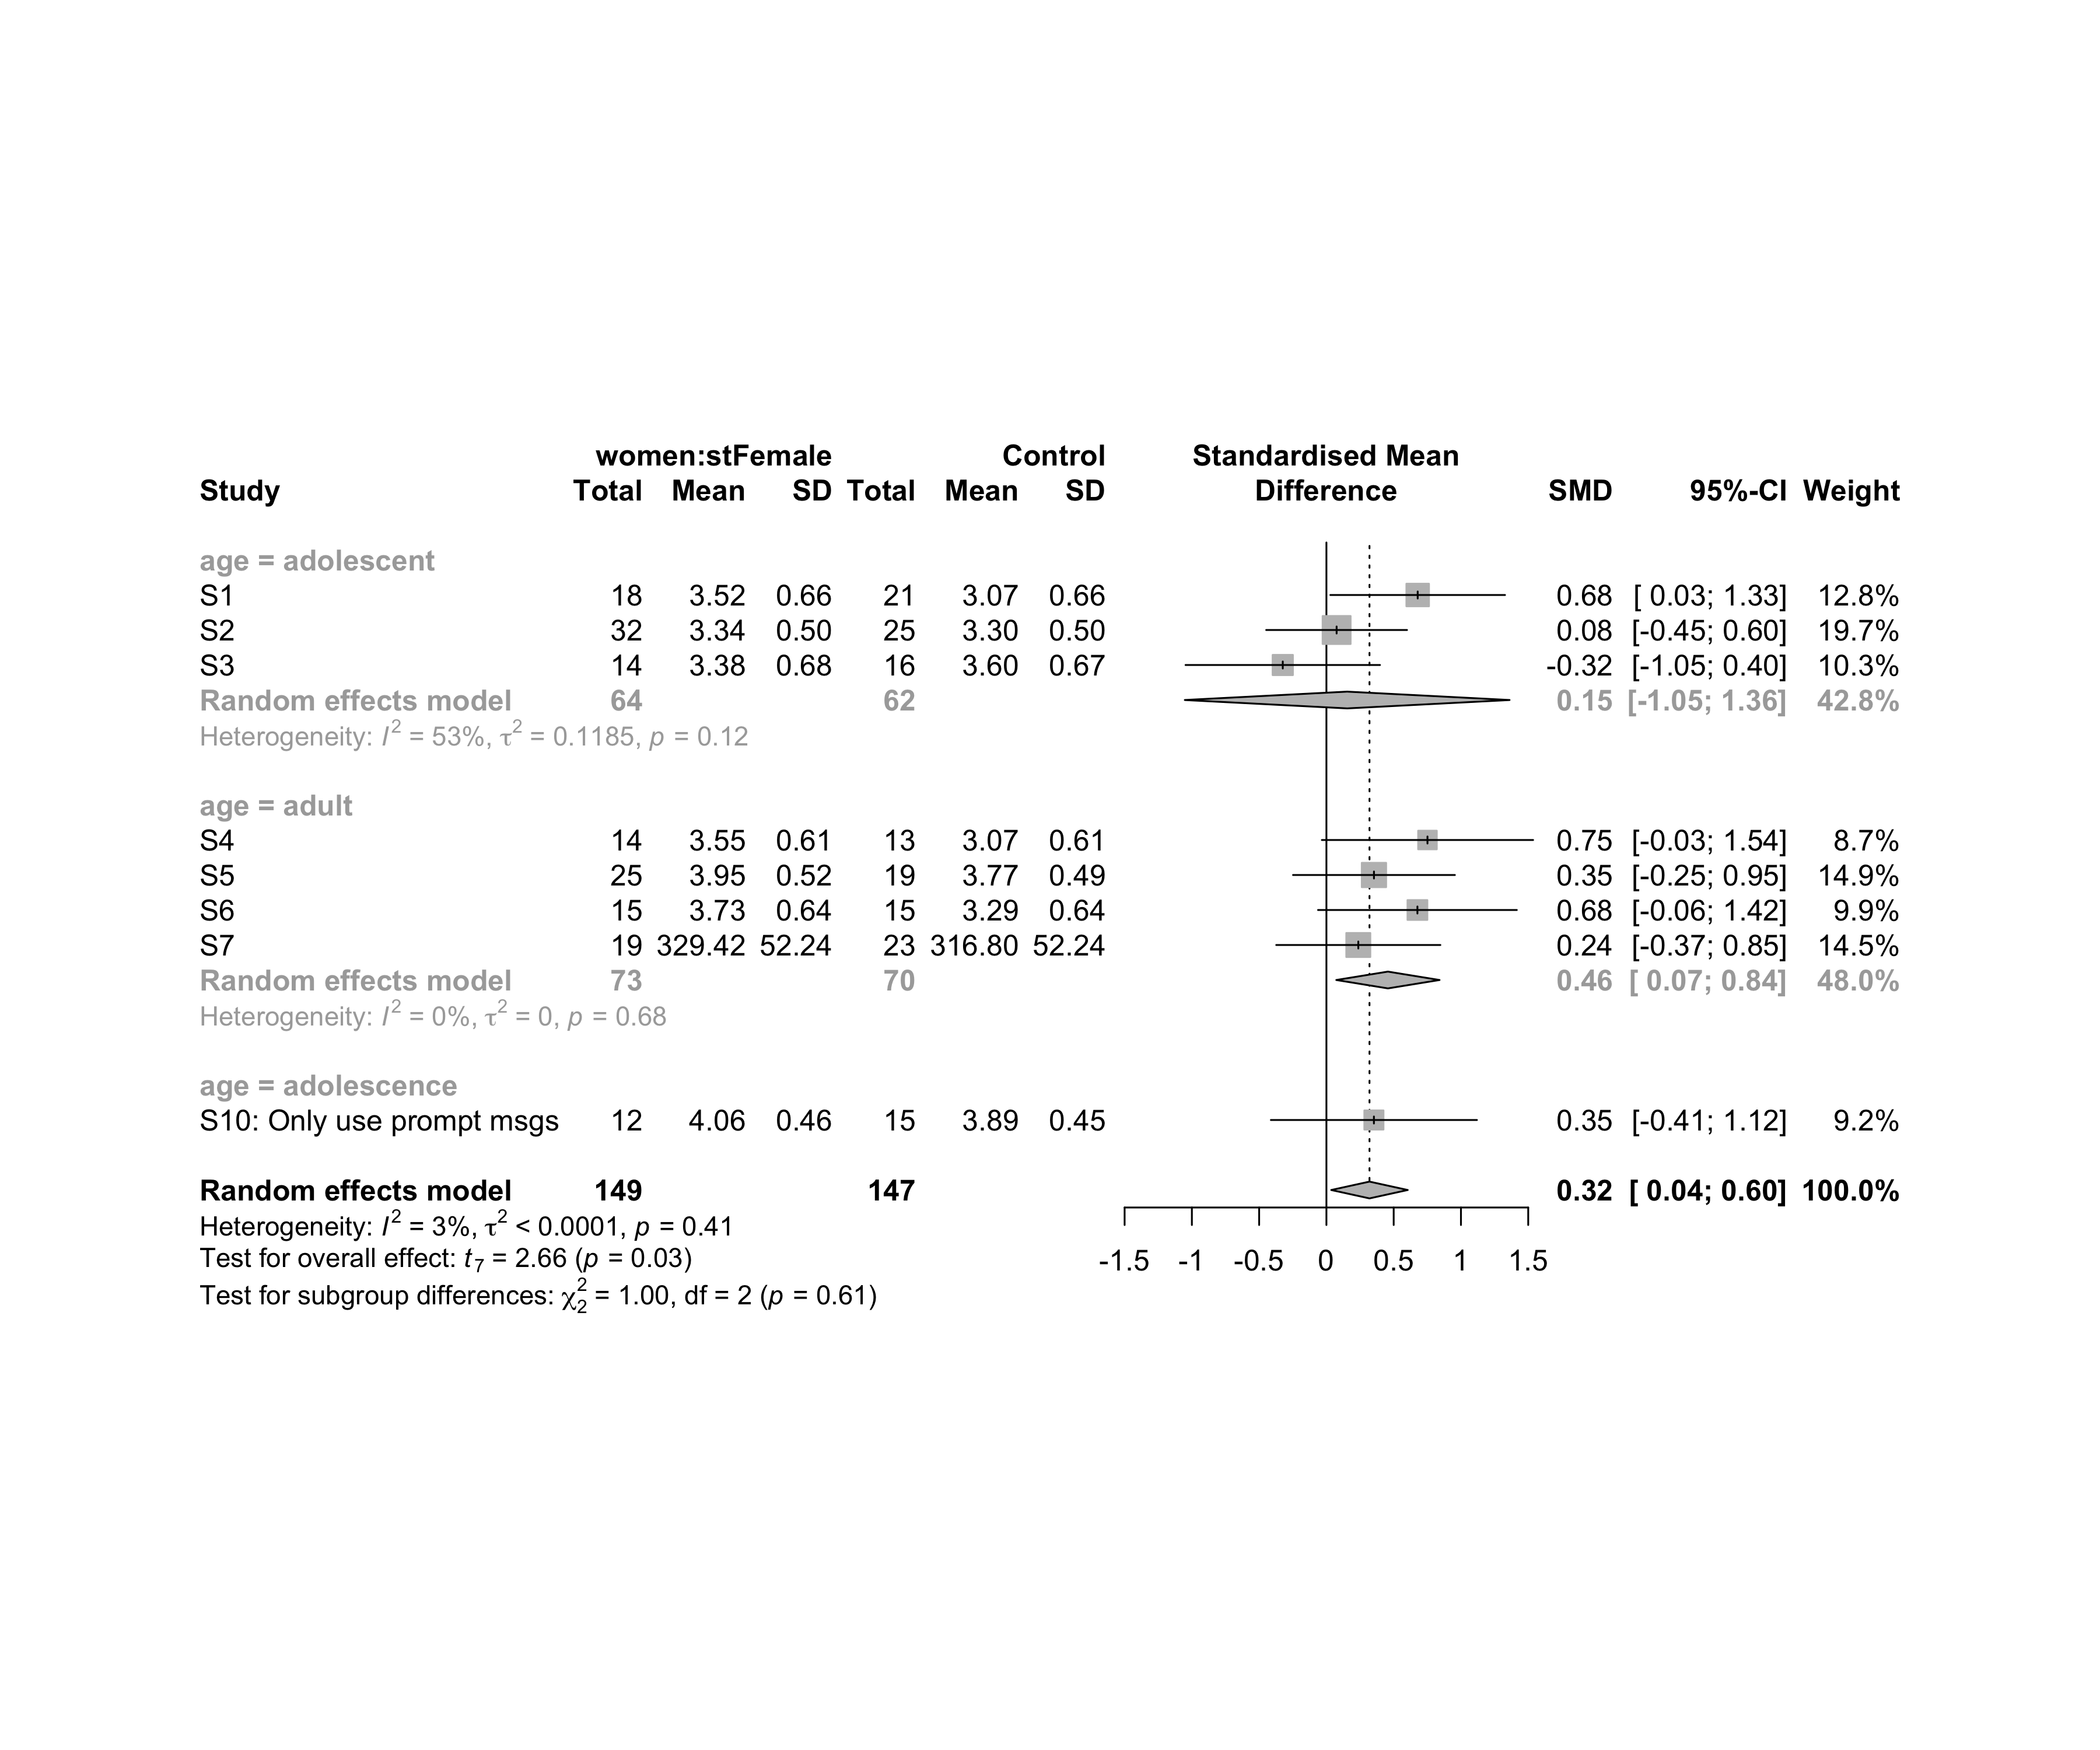 women:stFemale Control Standardised Mean
Study Total Mean SD Total Mean SD Difference SMD 95%-CI Weight
age = adolescent
S1 18 3.52 0.66 21 3.07 0.66 0.68 [ 0.03; 1.33] 12.8%
S2 32 3.34 0.50 25 3.30 0.50 0.08 [-0.45; 0.60] 19.7%
S3 14 3.38 0.68 16 3.60 0.67 -0.32 [-1.05; 0.40] 10.3%
Random effects model 64 62 0.15 [-1.05; 1.36] 42.8%
Heterogeneity: I² = 53%, τ² = 0.1185, p = 0.12
age = adult
S4 14 3.55 0.61 13 3.07 0.61 0.75 [-0.03; 1.54] 8.7%
S5 25 3.95 0.52 19 3.77 0.49 0.35 [-0.25; 0.95] 14.9%
S6 15 3.73 0.64 15 3.29 0.64 0.68 [-0.06; 1.42] 9.9%
S7 19 329.42 52.24 23 316.80 52.24 0.24 [-0.37; 0.85] 14.5%
Random effects model 73 70 0.46 [ 0.07; 0.84] 48.0%
Heterogeneity: I² = 0%, τ² = 0, p = 0.68
age = adolescence
S10: Only use prompt msgs 12 4.06 0.46 15 3.89 0.45 0.35 [-0.41; 1.12] 9.2%
Random effects model 149 147 0.32 [ 0.04; 0.60] 100.0%
Heterogeneity: I² = 3%, τ² < 0.0001, p = 0.41
Test for overall effect: t₇ = 2.66 (p = 0.03)
-1.5 -1 -0.5 0 0.5 1 1.5
Test for subgroup differences: χ²₂ = 1.00, df = 2 (p = 0.61)